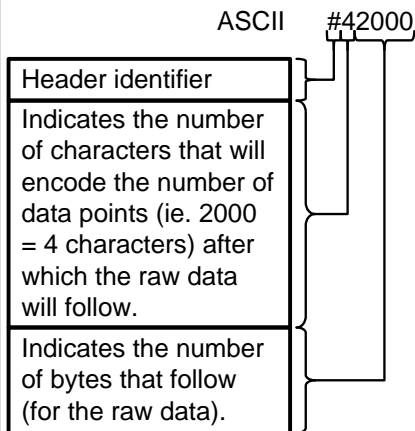 ASCII #42000
Header identifier
Indicates the number
of characters that will
encode the number of
data points (ie. 2000
= 4 characters) after
which the raw data
will follow.
Indicates the number
of bytes that follow
(for the raw data).